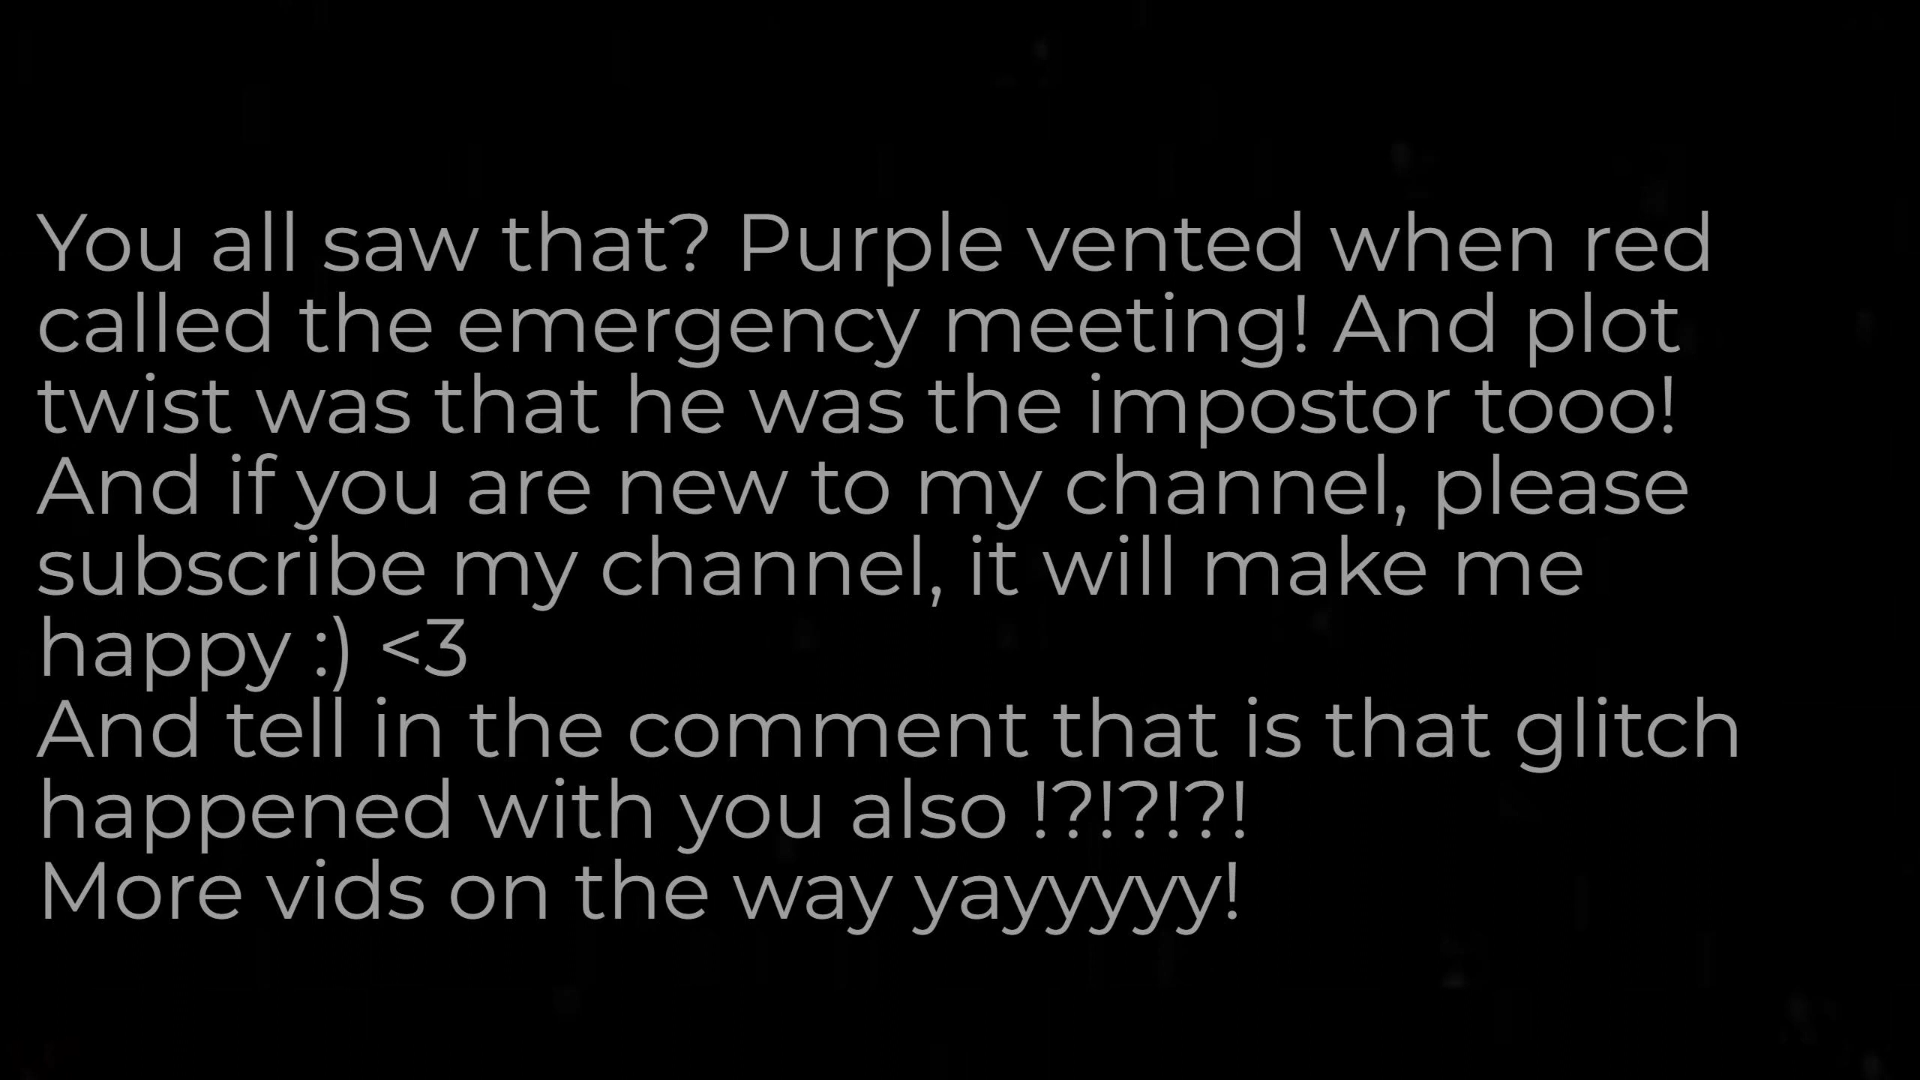 You all saw that? Purple vented when red
called the emergency meeting! And plot
twist was that he was the impostor tooo!
And if you are new to my channel, please
subscribe my channel, it will make me
happy :) <3
And tell in the comment that is that glitch
happened with you also !?!?!?!
More vids on the way yayyyyy!